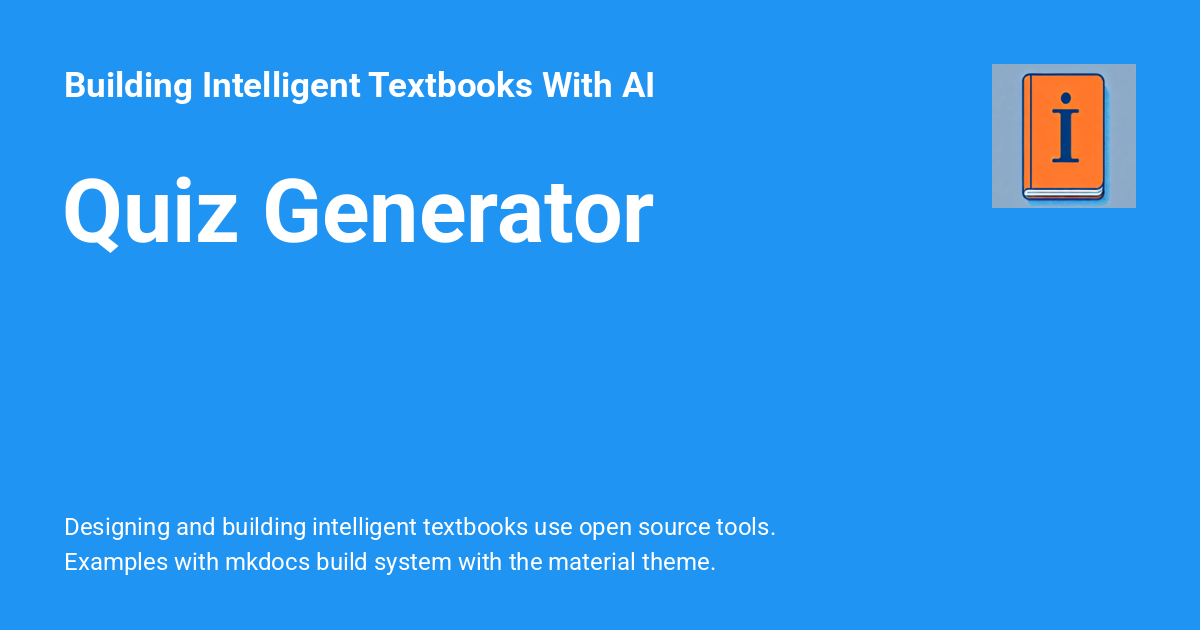 Building Intelligent Textbooks With AI
i
Quiz Generator
Designing and building intelligent textbooks use open source tools.
Examples with mkdocs build system with the material theme.